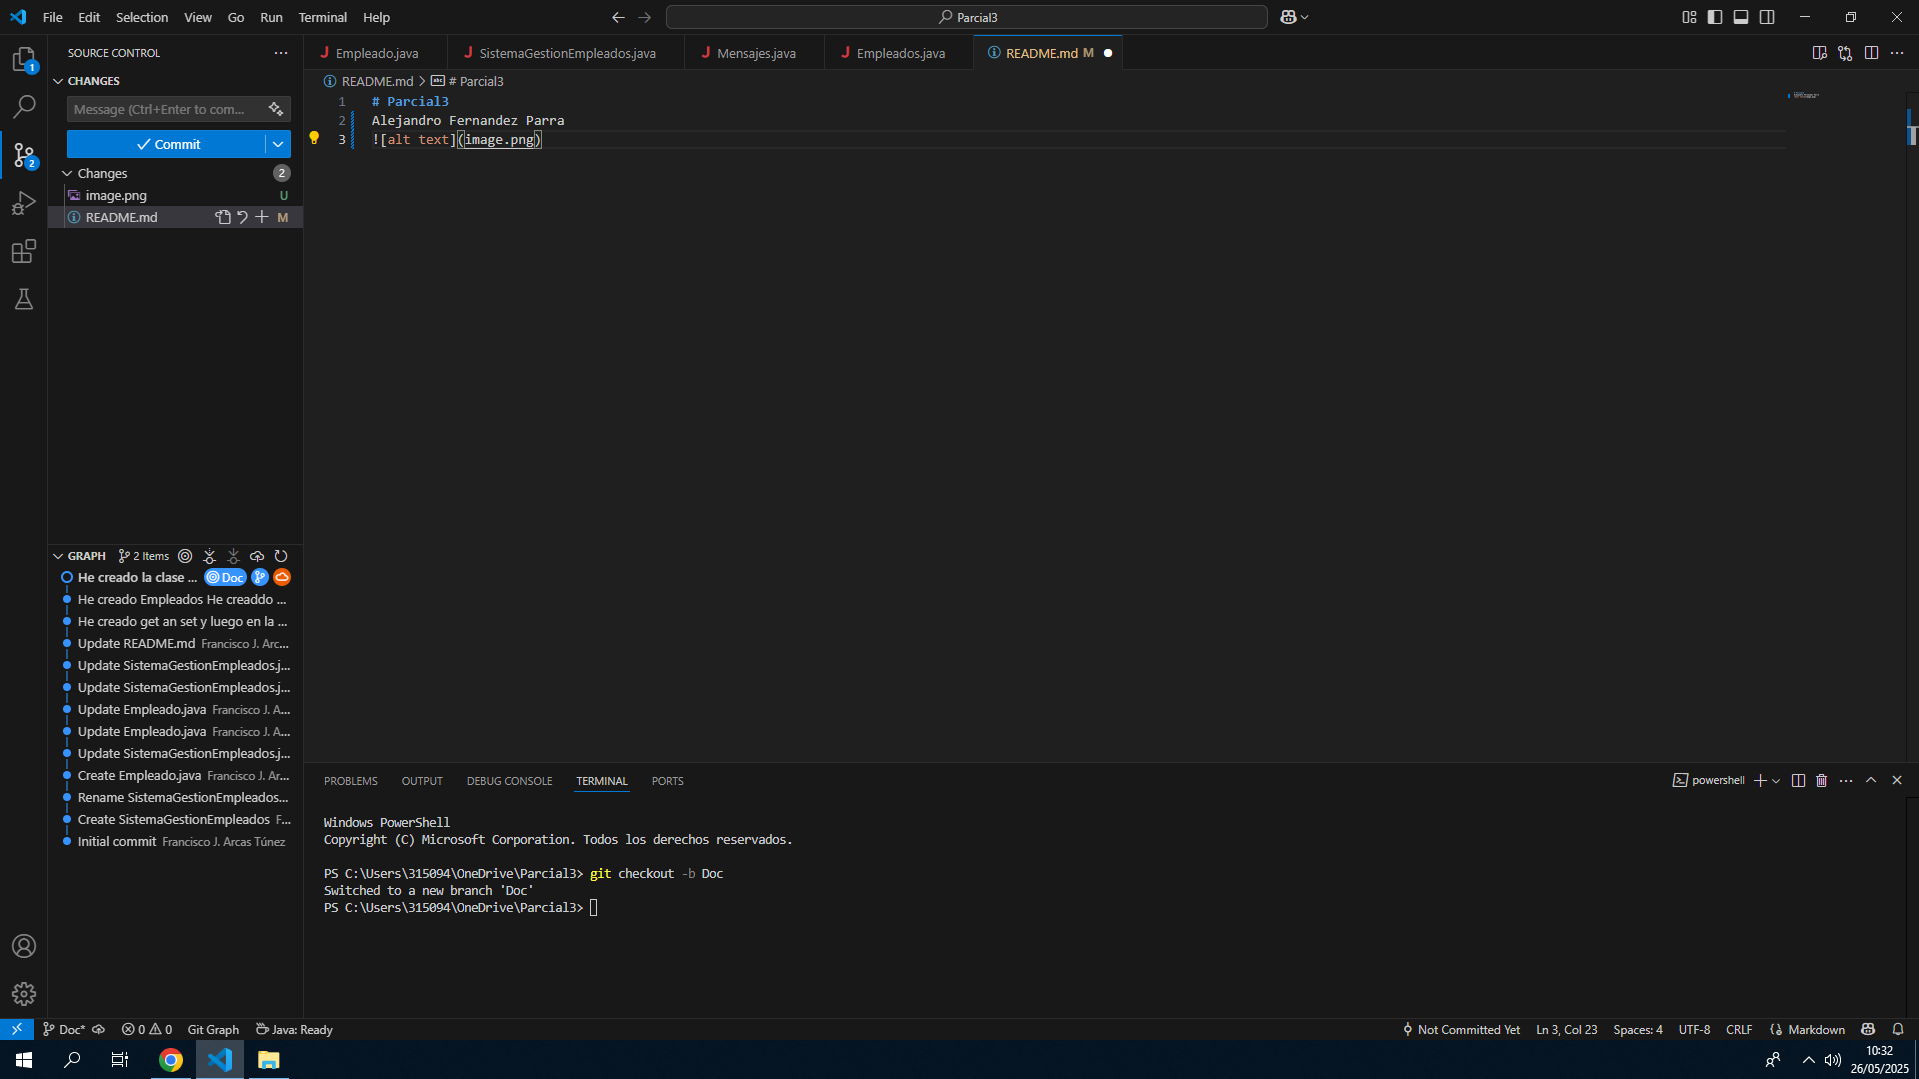 File Edit Selection View Go Run Terminal Help
Parcial3
SOURCE CONTROL
Empleado.java
SistemaGestionEmpleados.java
Mensajes.java
Empleados.java
README.md M
1
CHANGES
README.md > # Parcial3
Message (Ctrl+Enter to com...
1 # Parcial3
2 Alejandro Fernandez Parra
3 ![alt text](image.png)
Commit
2
Changes 2
image.png U
README.md M
GRAPH 2 Items
He creado la clase ... Doc
He creado Empleados He creaddo ...
He creado get an set y luego en la ...
Update README.md Francisco J. Arc...
Update SistemaGestionEmpleados.j...
Update SistemaGestionEmpleados.j...
Update Empleado.java Francisco J. A...
Update Empleado.java Francisco J. A...
Update SistemaGestionEmpleados.j...
Create Empleado.java Francisco J. Ar...
Rename SistemaGestionEmpleados...
Create SistemaGestionEmpleados F...
Initial commit Francisco J. Arcas Túnez
PROBLEMS OUTPUT DEBUG CONSOLE TERMINAL PORTS
powershell
Windows PowerShell
Copyright (C) Microsoft Corporation. Todos los derechos reservados.
PS C:\Users\315094\OneDrive\Parcial3> git checkout -b Doc
Switched to a new branch 'Doc'
PS C:\Users\315094\OneDrive\Parcial3>
Doc* 0 0 Git Graph Java: Ready
Not Committed Yet Ln 3, Col 23 Spaces: 4 UTF-8 CRLF Markdown
10:32
26/05/2025